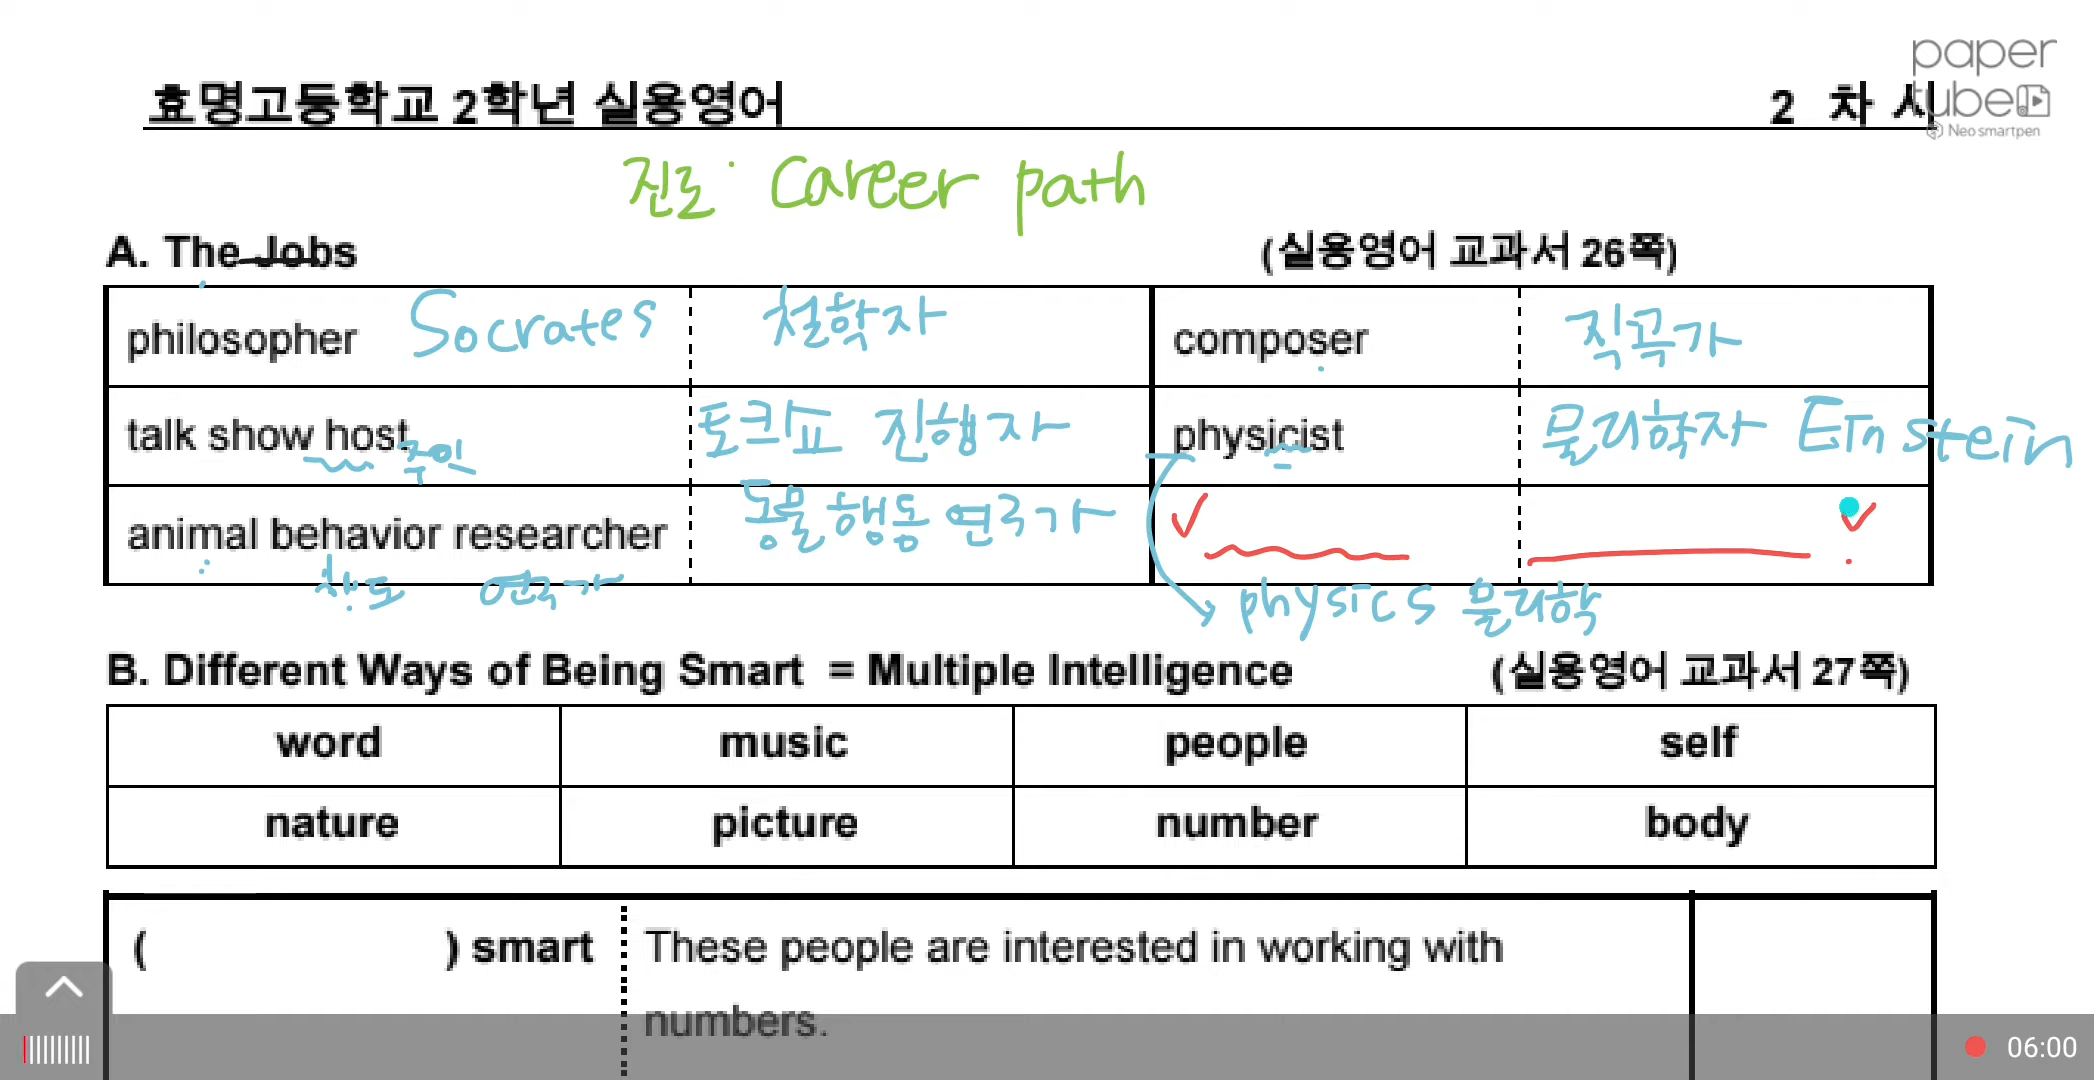 paper
효명고등학교 2학년 실용영어 2 차 시
tube
Neo smartpen
진로 career path
A. The Jobs (실용영어 교과서 26쪽)
philosopher Socrates 철학자 composer 작곡가
talk show host 주인 토크쇼 진행자 physicist 물리학자 Einstein
animal behavior researcher 동물 행동 연구가
행도 연구가 physics 물리학
B. Different Ways of Being Smart = Multiple Intelligence (실용영어 교과서 27쪽)
word music people self
nature picture number body
( ) smart These people are interested in working with
numbers.
06:00